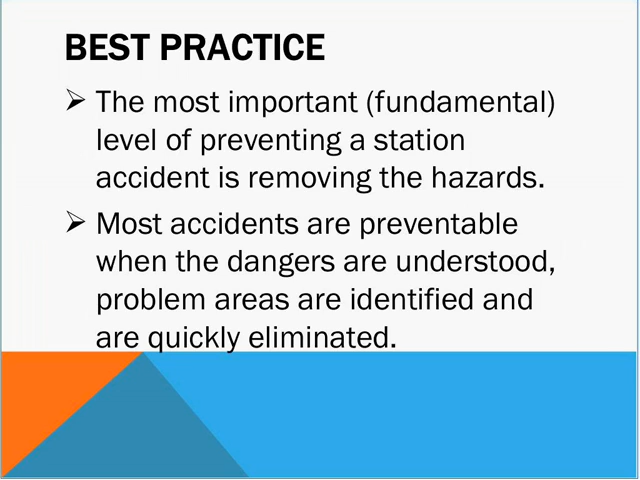 BEST PRACTICE
➢ The most important (fundamental)
level of preventing a station
accident is removing the hazards.
➢ Most accidents are preventable
when the dangers are understood,
problem areas are identified and
are quickly eliminated.